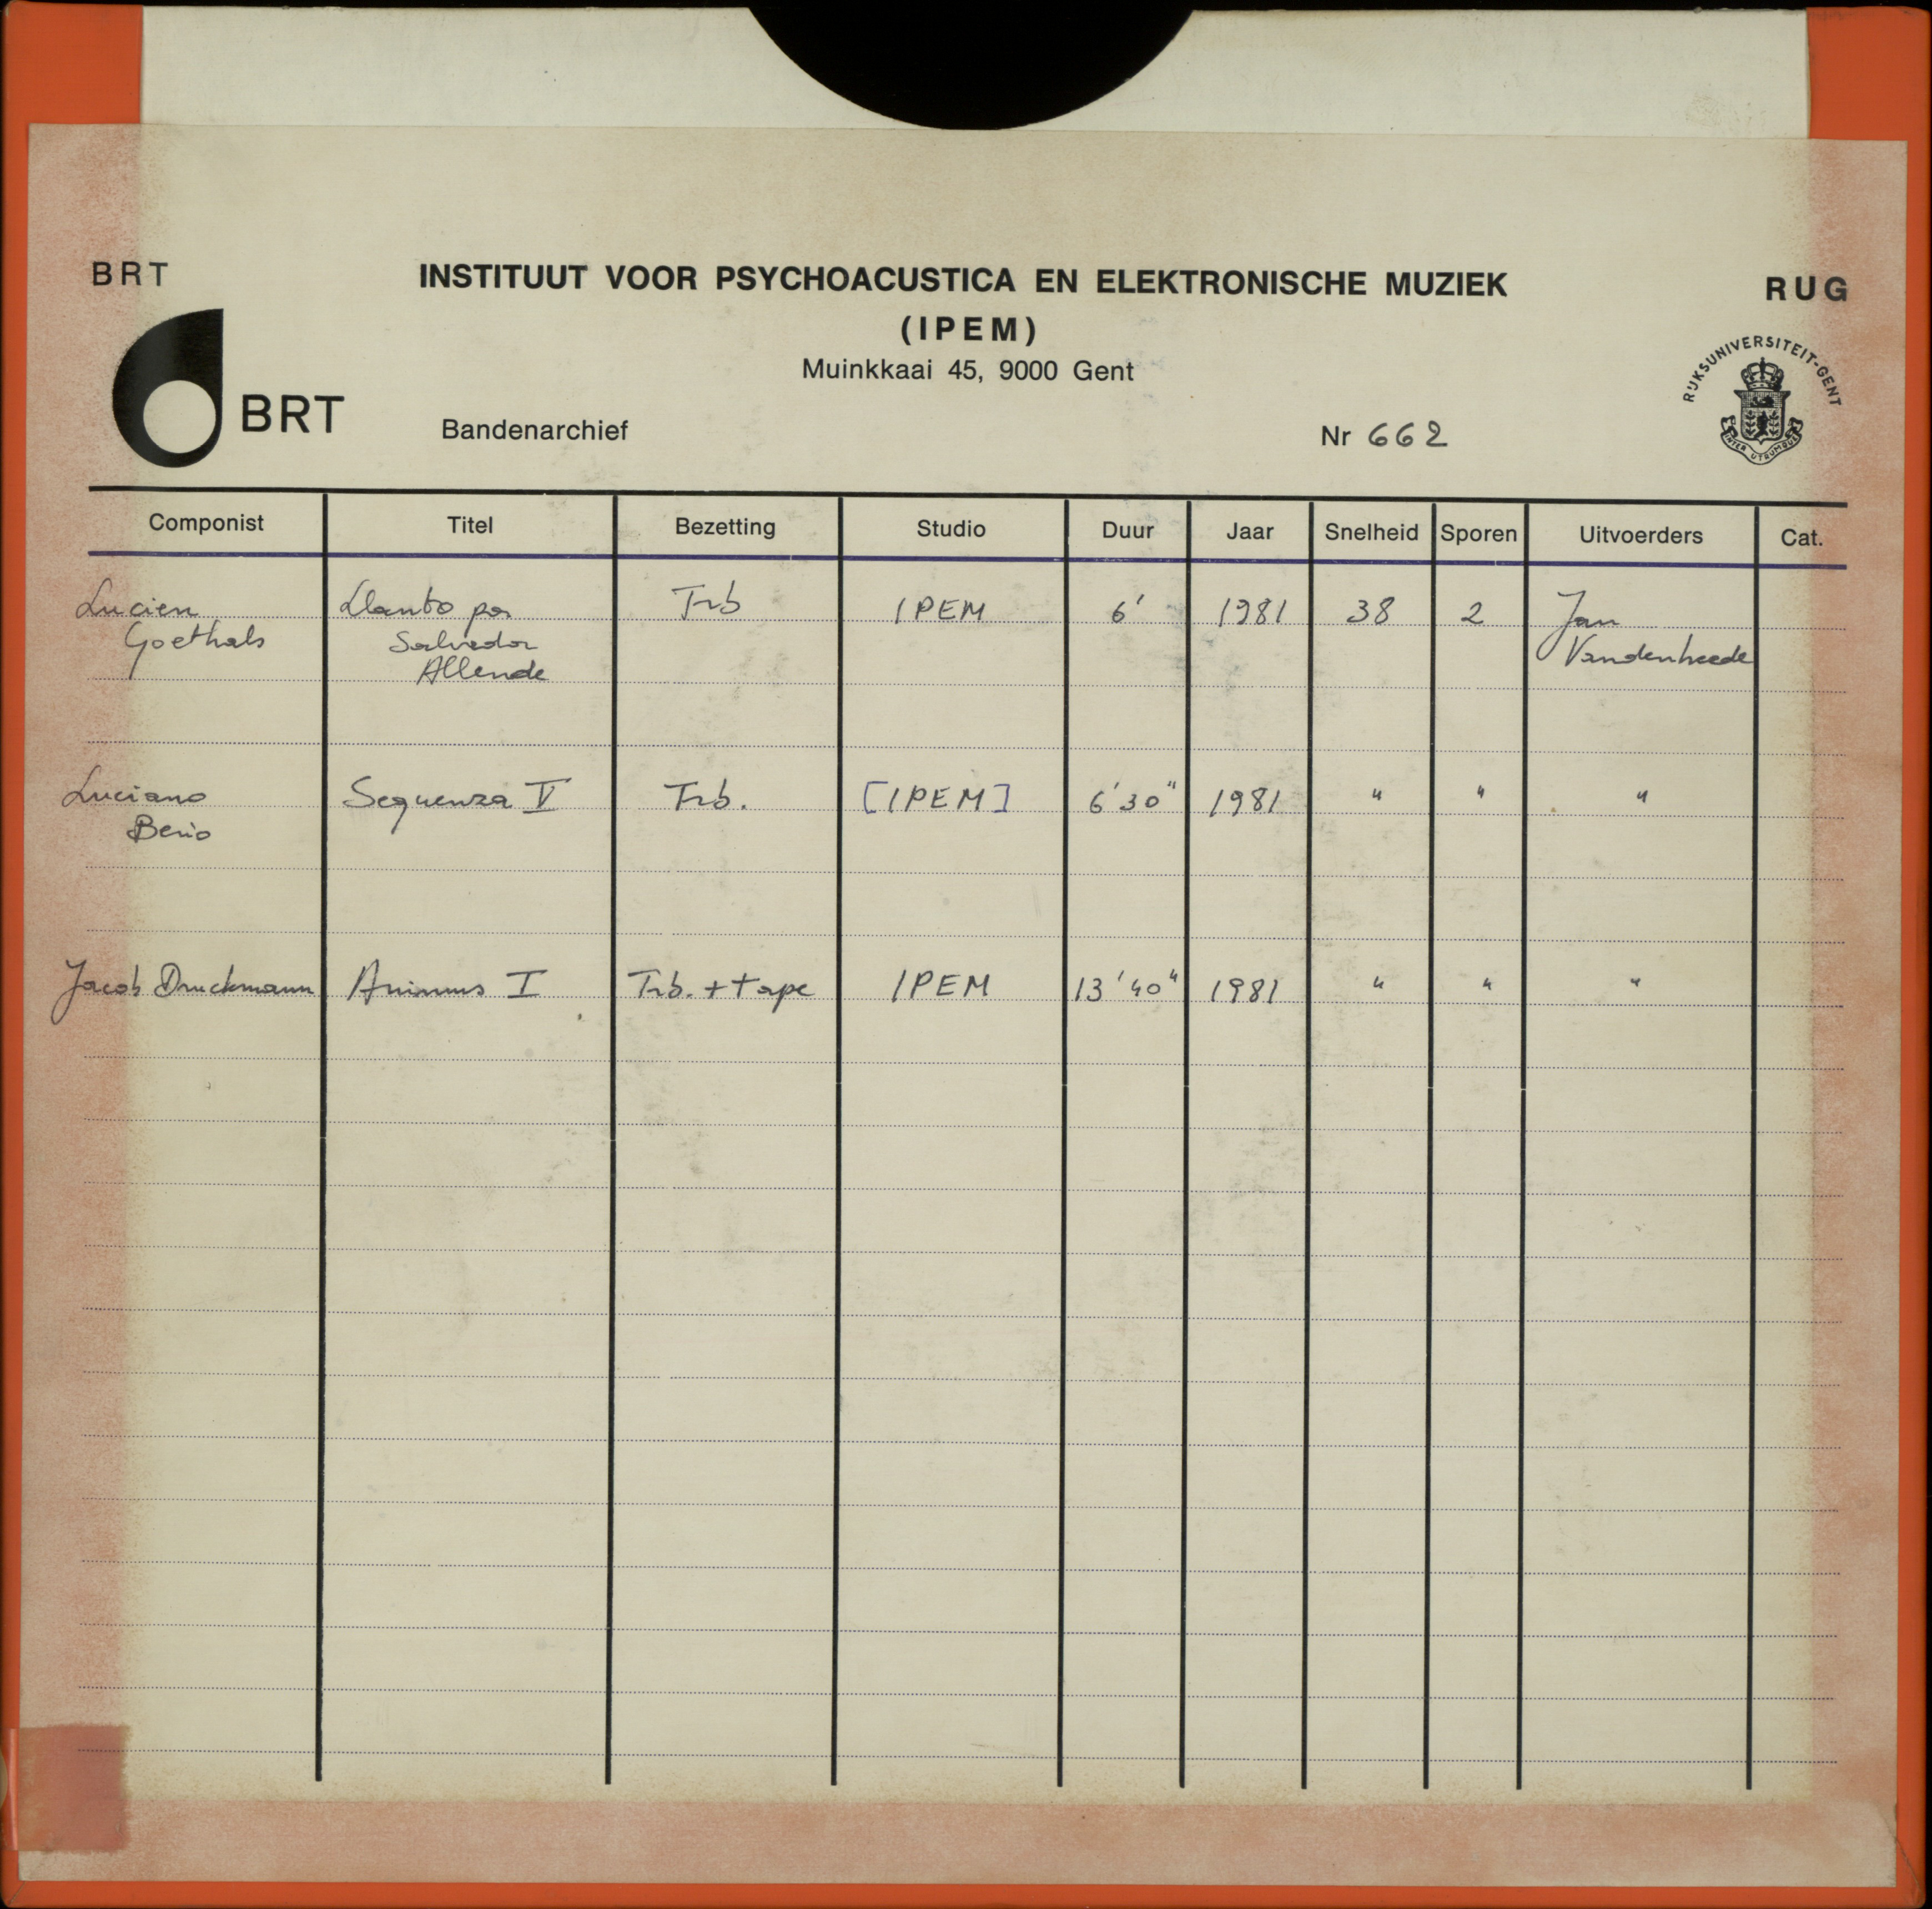 BRT INSTITUUT VOOR PSYCHOACUSTICA EN ELEKTRONISCHE MUZIEK RUG
(IPEM)
Muinkkaai 45, 9000 Gent
RIJKSUNIVERSITEIT-GENT
INTER UTRUMQUE
BRT Bandenarchief Nr 662
Componist Titel Bezetting Studio Duur Jaar Snelheid Sporen Uitvoerders Cat.
Lucien Llanto por Trb IPEM 6' 1981 38 2 Jan
Goethals Salvador Vandenheede
Allende
Luciano Sequenza V Trb. [IPEM] 6'30" 1981 " " "
Berio
Jacob Druckmann Animus I Trb. + tape IPEM 13'40" 1981 " " "